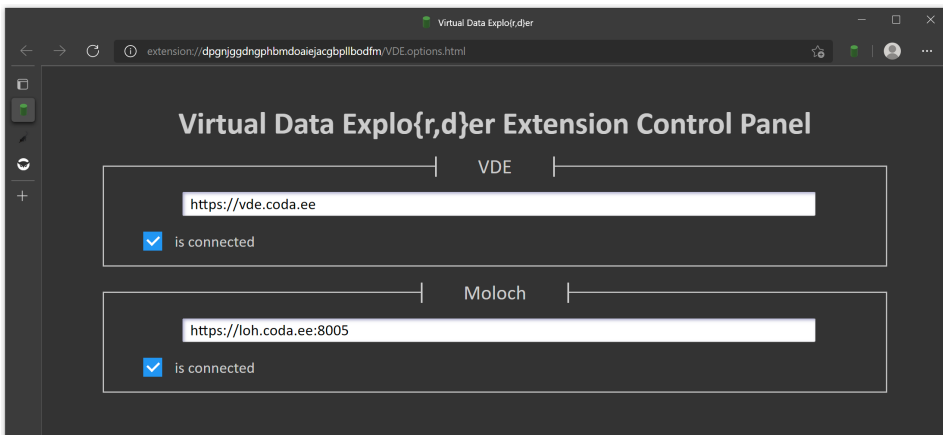 Virtual Data Explo(r,d)er
extension://dpgnjggdngphbmdoaiejacgbpllbodfm/VDE.options.html
Virtual Data Explo{r,d}er Extension Control Panel
VDE
https://vde.coda.ee
is connected
Moloch
https://loh.coda.ee:8005
is connected